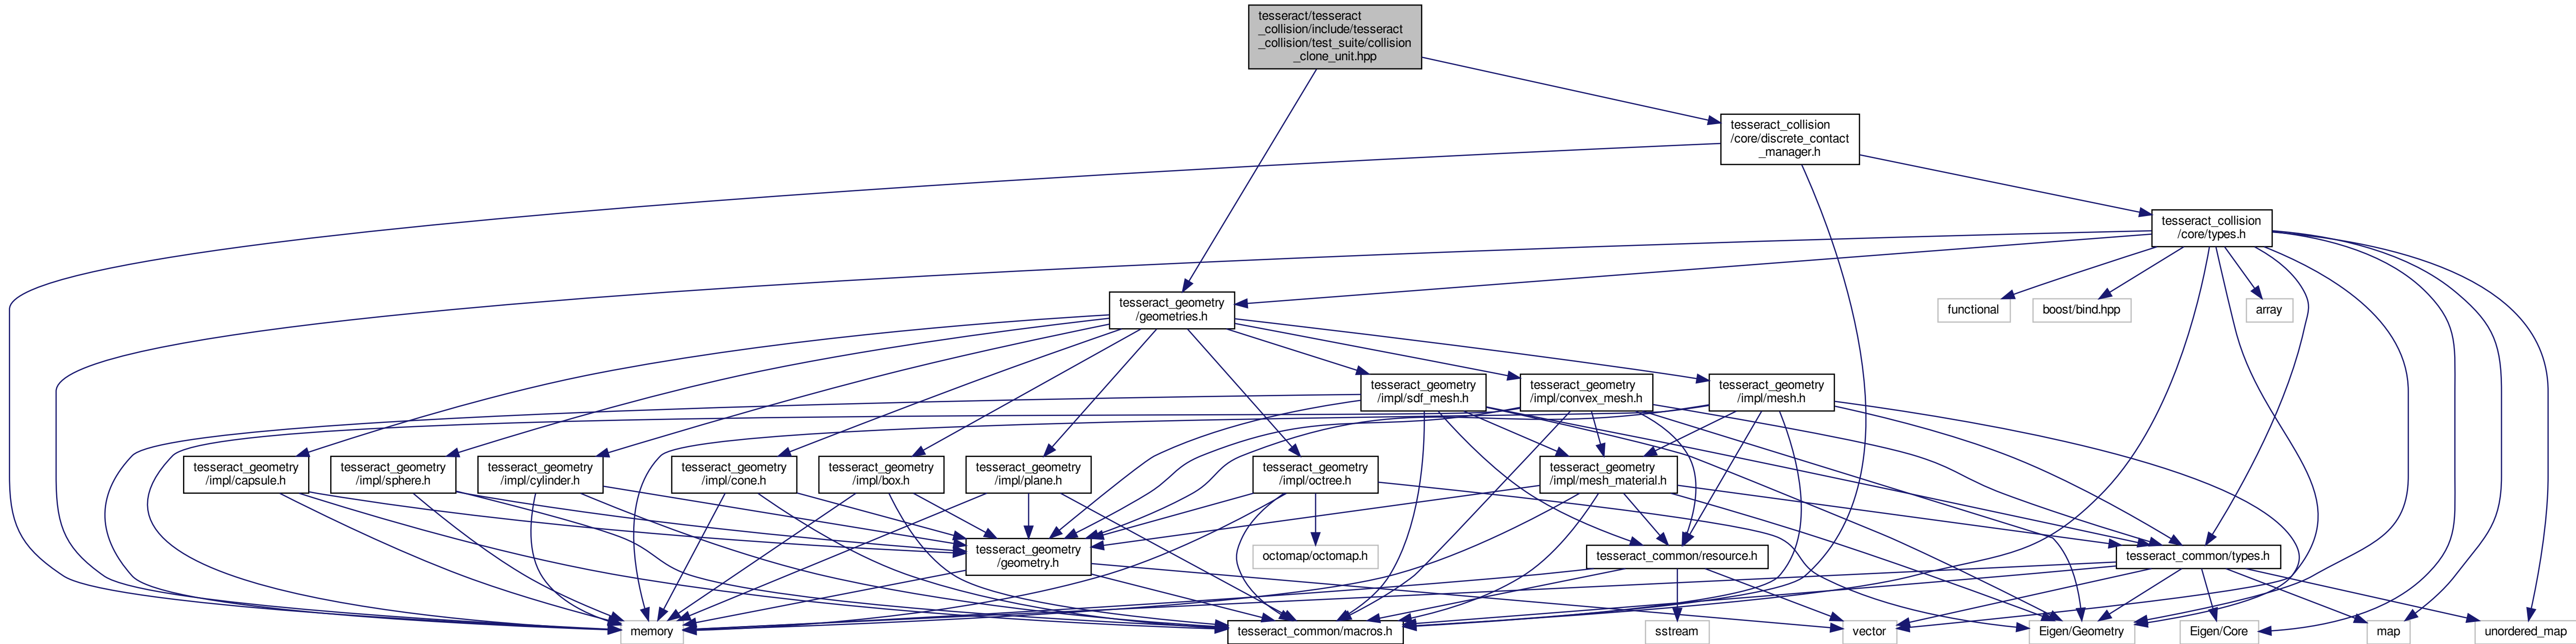 tesseract/tesseract
_collision/include/tesseract
_collision/test_suite/collision
_clone_unit.hpp
tesseract_collision
/core/discrete_contact
_manager.h
tesseract_collision
/core/types.h
tesseract_geometry
/geometries.h
functional
boost/bind.hpp
array
tesseract_geometry
/impl/sdf_mesh.h
tesseract_geometry
/impl/convex_mesh.h
tesseract_geometry
/impl/mesh.h
tesseract_geometry
/impl/capsule.h
tesseract_geometry
/impl/sphere.h
tesseract_geometry
/impl/cylinder.h
tesseract_geometry
/impl/cone.h
tesseract_geometry
/impl/box.h
tesseract_geometry
/impl/plane.h
tesseract_geometry
/impl/octree.h
tesseract_geometry
/impl/mesh_material.h
tesseract_geometry
/geometry.h
octomap/octomap.h
tesseract_common/resource.h
tesseract_common/types.h
memory
tesseract_common/macros.h
sstream
vector
Eigen/Geometry
Eigen/Core
map
unordered_map